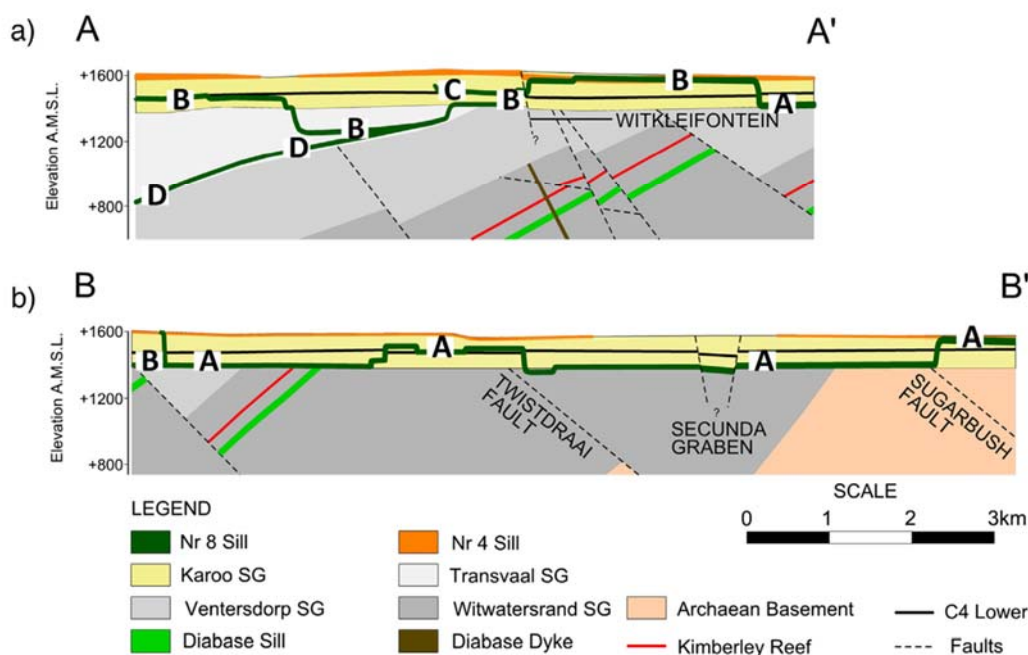 a) A A'
+1600
+1200
+800
Elevation A.M.S.L.
B C B B A
WITKLEIFONTEIN
?
B
D
D
b) B B'
+1600
+1200
+800
Elevation A.M.S.L.
B A A A A
TWISTDRAAI
FAULT
?
SECUNDA
GRABEN
SUGARBUSH
FAULT
LEGEND
SCALE
0 1 2 3km
Nr 8 Sill Nr 4 Sill
Karoo SG Transvaal SG
Ventersdorp SG Witwatersrand SG Archaean Basement C4 Lower
Diabase Sill Diabase Dyke Kimberley Reef Faults